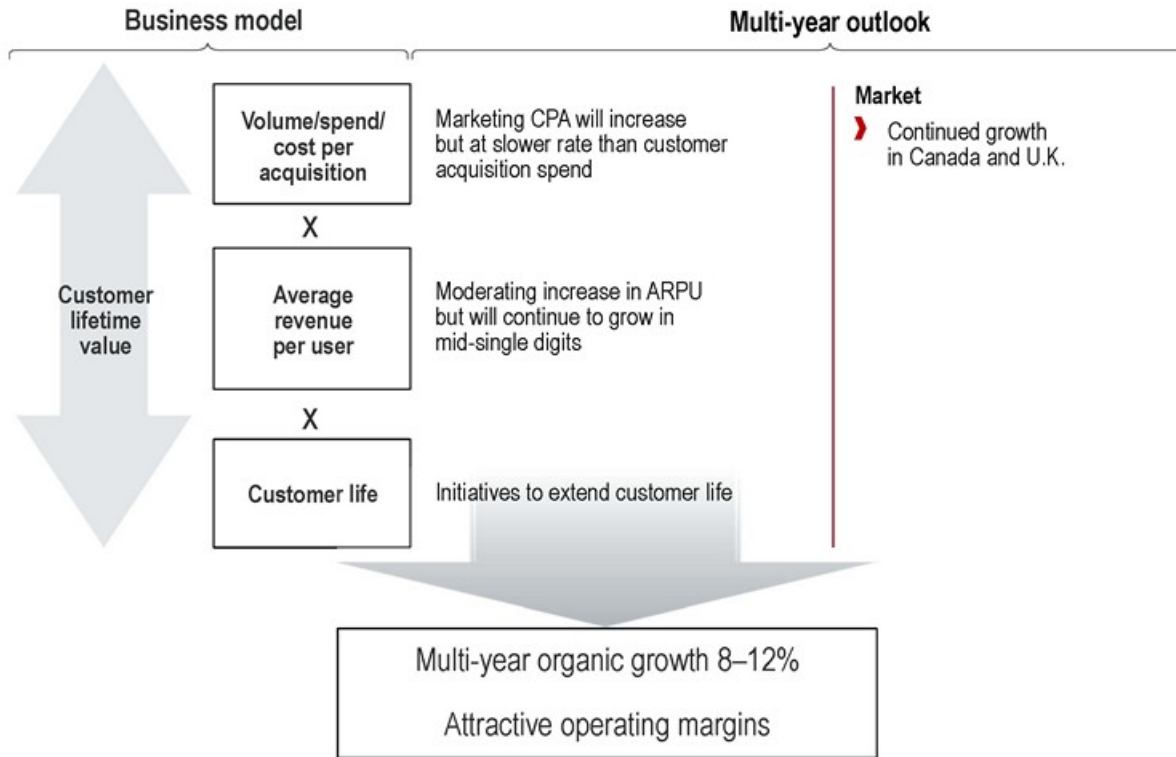 Business model
Multi-year outlook
Customer
lifetime
value
Volume/spend/
cost per
acquisition
Marketing CPA will increase
but at slower rate than customer
acquisition spend
X
Average
revenue
per user
Moderating increase in ARPU
but will continue to grow in
mid-single digits
X
Customer life
Initiatives to extend customer life
Market
Continued growth
in Canada and U.K.
Multi-year organic growth 8–12%
Attractive operating margins